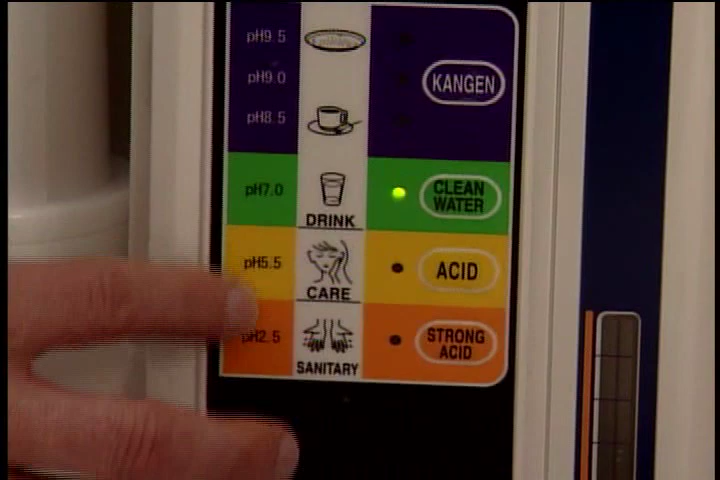 pH9.5
pH9.0
KANGEN
pH8.5
pH7.0
CLEAN
WATER
DRINK
pH5.5
ACID
CARE
pH2.5
STRONG
ACID
SANITARY